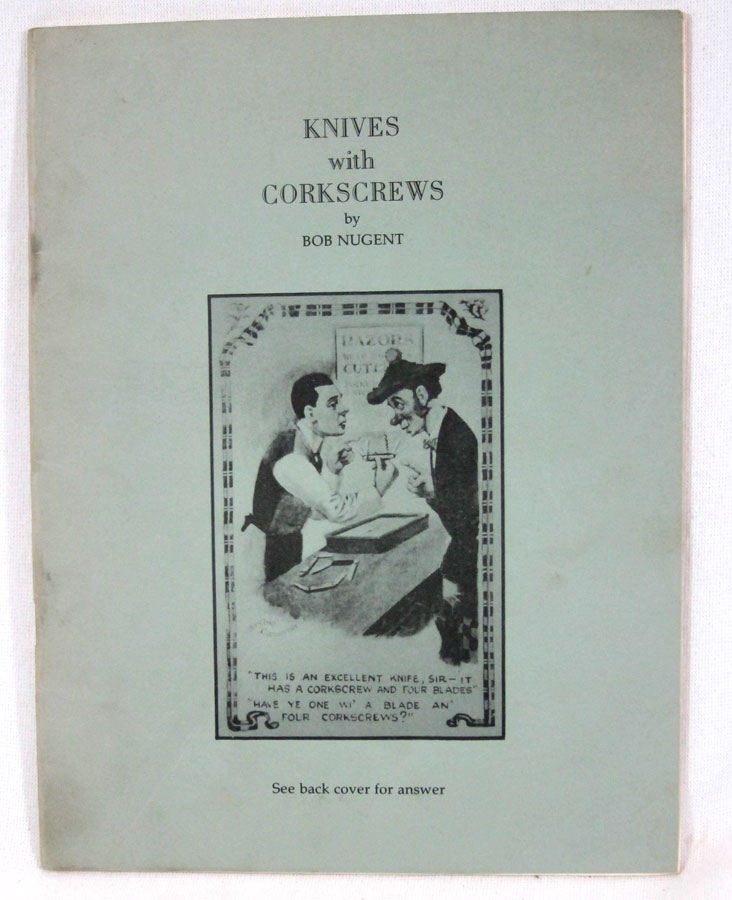 KNIVES
with
CORKSCREWS
by
BOB NUGENT
RAZORS
"THIS IS AN EXCELLENT KNIFE, SIR — IT
HAS A CORKSCREW AND FOUR BLADES"
"HAVE YE ONE WI' A BLADE AN'
FOUR CORKSCREWS?"
See back cover for answer